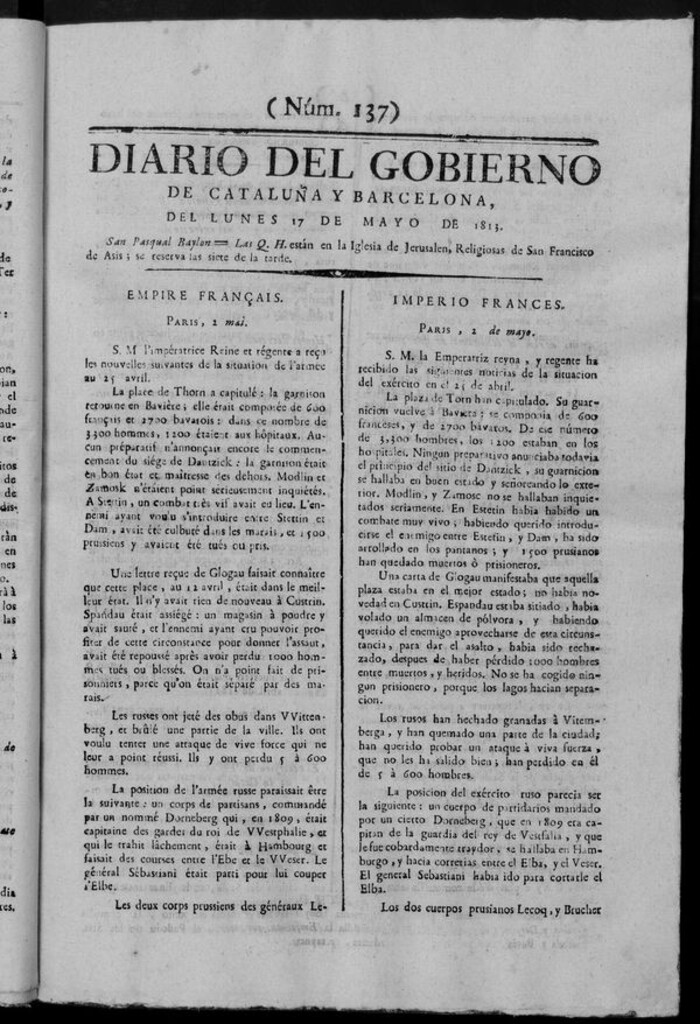 (Núm. 137)
DIARIO DEL GOBIERNO
DE CATALUÑA Y BARCELONA,
DEL LUNES 17 DE MAYO DE 1813.
San Pasqual Baylon = Las Q. H. están en la Iglesia de Jerusalen, Religiosas de San Francisco
de Asis; se reserva las siete de la tarde.
EMPIRE FRANÇAIS.
PARIS, 2 mai.
S. M l'impératrice Reine et régente a reçu
les nouvelles suivantes de la situation de l'armée
au 25 avril.
La place de Thorn a capitulé: la garnison
retourne en Bavière; elle était composée de 600
français et 2700 bavarois: dans ce nombre de
3300 hommes, 1200 étaient aux hôpitaux. Au-
cun préparatif n'annonçait encore le commen-
cement du siége de Dantzick: la garnison était
en bon état et maîtresse des dehors. Modlin et
Zamosk n'étaient point sérieusement inquiétés.
A Stettin, un combat très vif avait eu lieu. L'en-
nemi ayant voulu s'introduire entre Stettin et
Dam, avait été culbuté dans les marais, et 1500
prussiens y avaient été tués ou pris.
Une lettre reçue de Glogau faisait connaître
que cette place, au 12 avril, était dans le meil-
leur état. Il n'y avait rien de nouveau à Custrin.
Spandau était assiégé: un magasin à poudre y
avait sauté, et l'ennemi ayant cru pouvoir pro-
fiter de cette circonstance pour donner l'assaut,
avait été repoussé après avoir perdu 1000 hom-
mes tués ou blessés. On n'a point fait de pri-
sonniers, parce qu'on était séparé par des ma-
rais.
Les russes ont jeté des obus dans VVitten-
berg, et brûlé une partie de la ville. Ils ont
voulu tenter une attaque de vive force qui ne
leur a point réussi. Ils y ont perdu 5 à 600
hommes.
La position de l'armée russe paraissait être
la suivante: un corps de partisans, commandé
par un nommé Dorneberg qui, en 1809, était
capitaine des gardes du roi de VVestphalie, et
qui le trahit lâchement, était à Hambourg et
faisait des courses entre l'Ebe et le VVeser. Le
général Sébastiani était parti pour lui couper
l'Elbe.
Les deux corps prussiens des généraux Le-
IMPERIO FRANCES.
PARIS, 2 de mayo.
S. M. la Emperatriz reyna, y regente ha
recibido las siguientes noticias de la situacion
del exército en el 25 de abril.
La plaza de Torn han capitulado. Su guar-
nicion vuelve á Baviera: se componia de 600
franceses, y de 2700 bavaros. De ese número
de 3,300 hombres, los 1200 estaban en los
hospitales. Ningun preparativo anunciaba todavia
el principio del sitio de Dantzick, su guarnicion
se hallaba en buen estado y señoreando lo exte-
rior. Modlin, y Zamosc no se hallaban inquie-
tados seriamente. En Estetin habia habido un
combate muy vivo; habiendo querido introdu-
cirse el enemigo entre Estetin, y Dam, ha sido
arrollado en los pantanos; y 1500 prusianos
han quedado muertos ò prisioneros.
Una carta de Glogau manifestaba que aquella
plaza estaba en el mejor estado; no habia no-
vedad en Custrin. Espandau estaba sitiado, habia
volado un almacen de pólvora, y habiendo
querido el enemigo aprovecharse de esta circuns-
tancia, para dar el asalto, habia sido recha-
zado, despues de haber pérdido 1000 hombres
entre muertos, y heridos. No se ha cogido nin-
gun prisionero, porque los lagos hacian separa-
cion.
Los rusos han hechado granadas à Vitem-
berga, y han quemado una parte de la ciudad;
han querido probar un ataque à viva fuerza,
que no les ha salido bien; han perdido en él
de 5 à 600 hombres.
La posicion del exército ruso parecia ser
la siguiente: un cuerpo de partidarios mandado
por un cierto Dorneberg, que en 1809 era ca-
pitan de la guardia del rey de Vestfalia, y que
le fue cobardamente traydor, se hallaba en Ham-
burgo, y hacia correrias entre el Elba, y el Veser.
El general Sebastiani habia ido para cortarle el
Elba.
Los dos cuerpos prusianos Lecoq, y Brucher